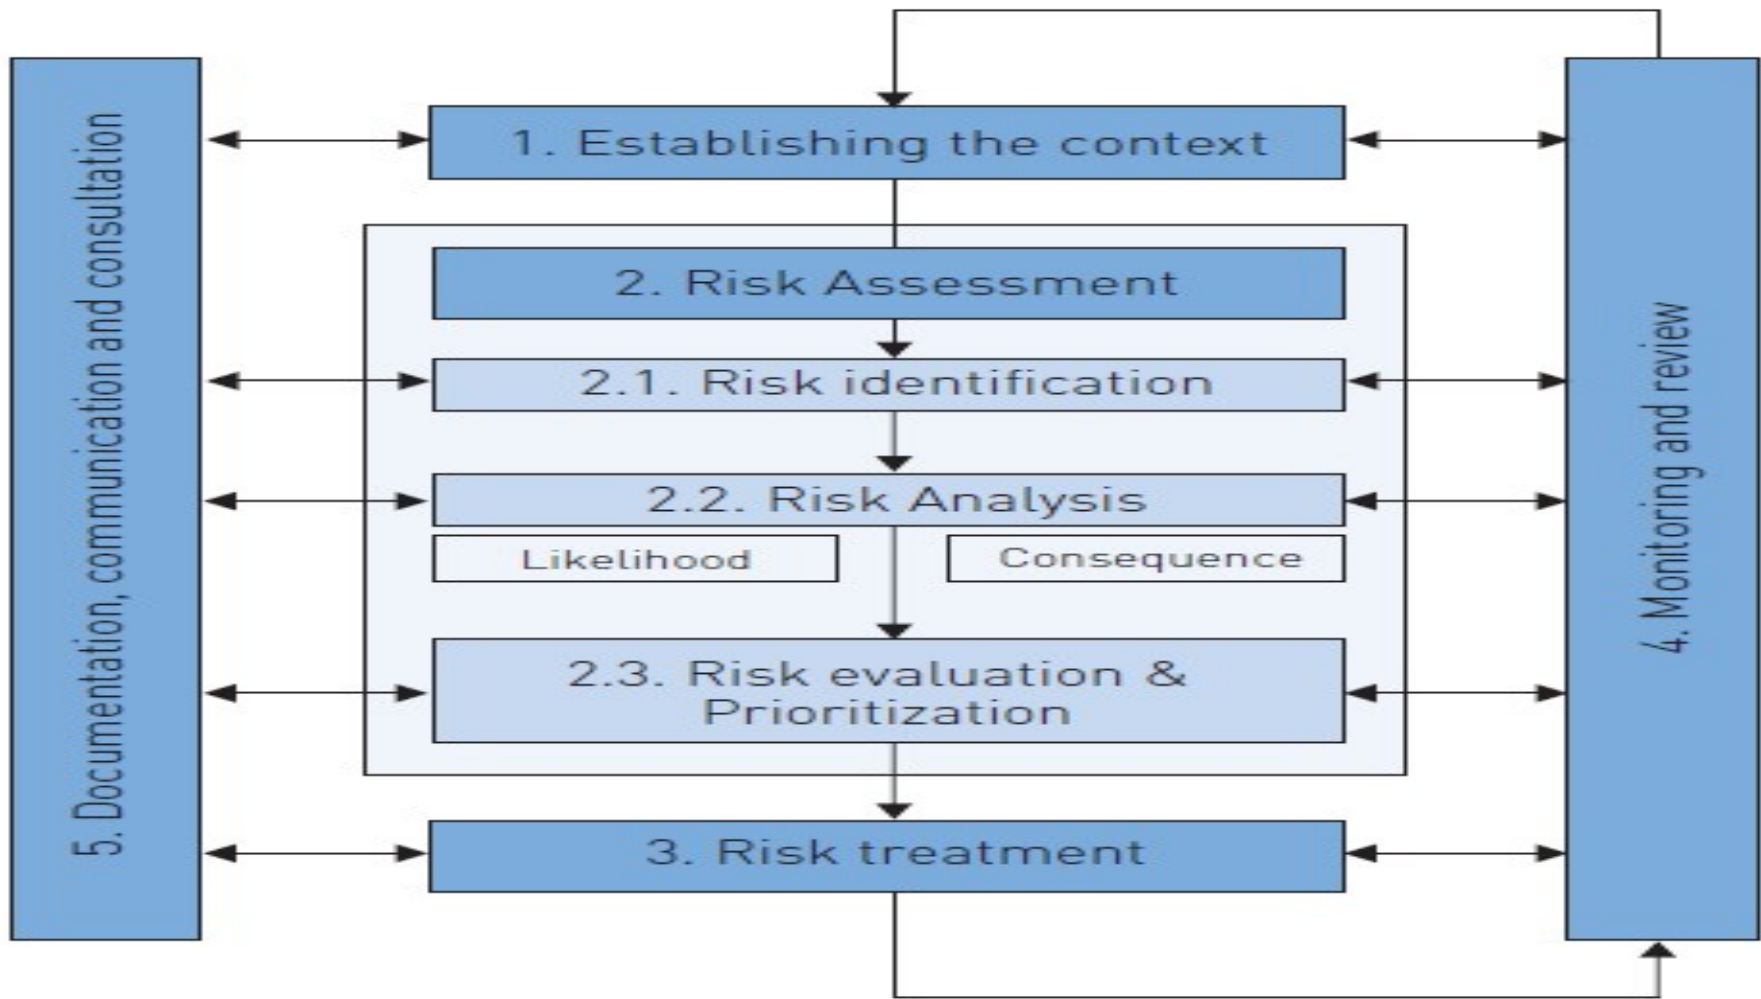 1. Establishing the context
2. Risk Assessment
2.1. Risk identification
2.2. Risk Analysis
Likelihood
Consequence
2.3. Risk evaluation &
Prioritization
3. Risk treatment
4. Monitoring and review
5. Documentation, communication and consultation